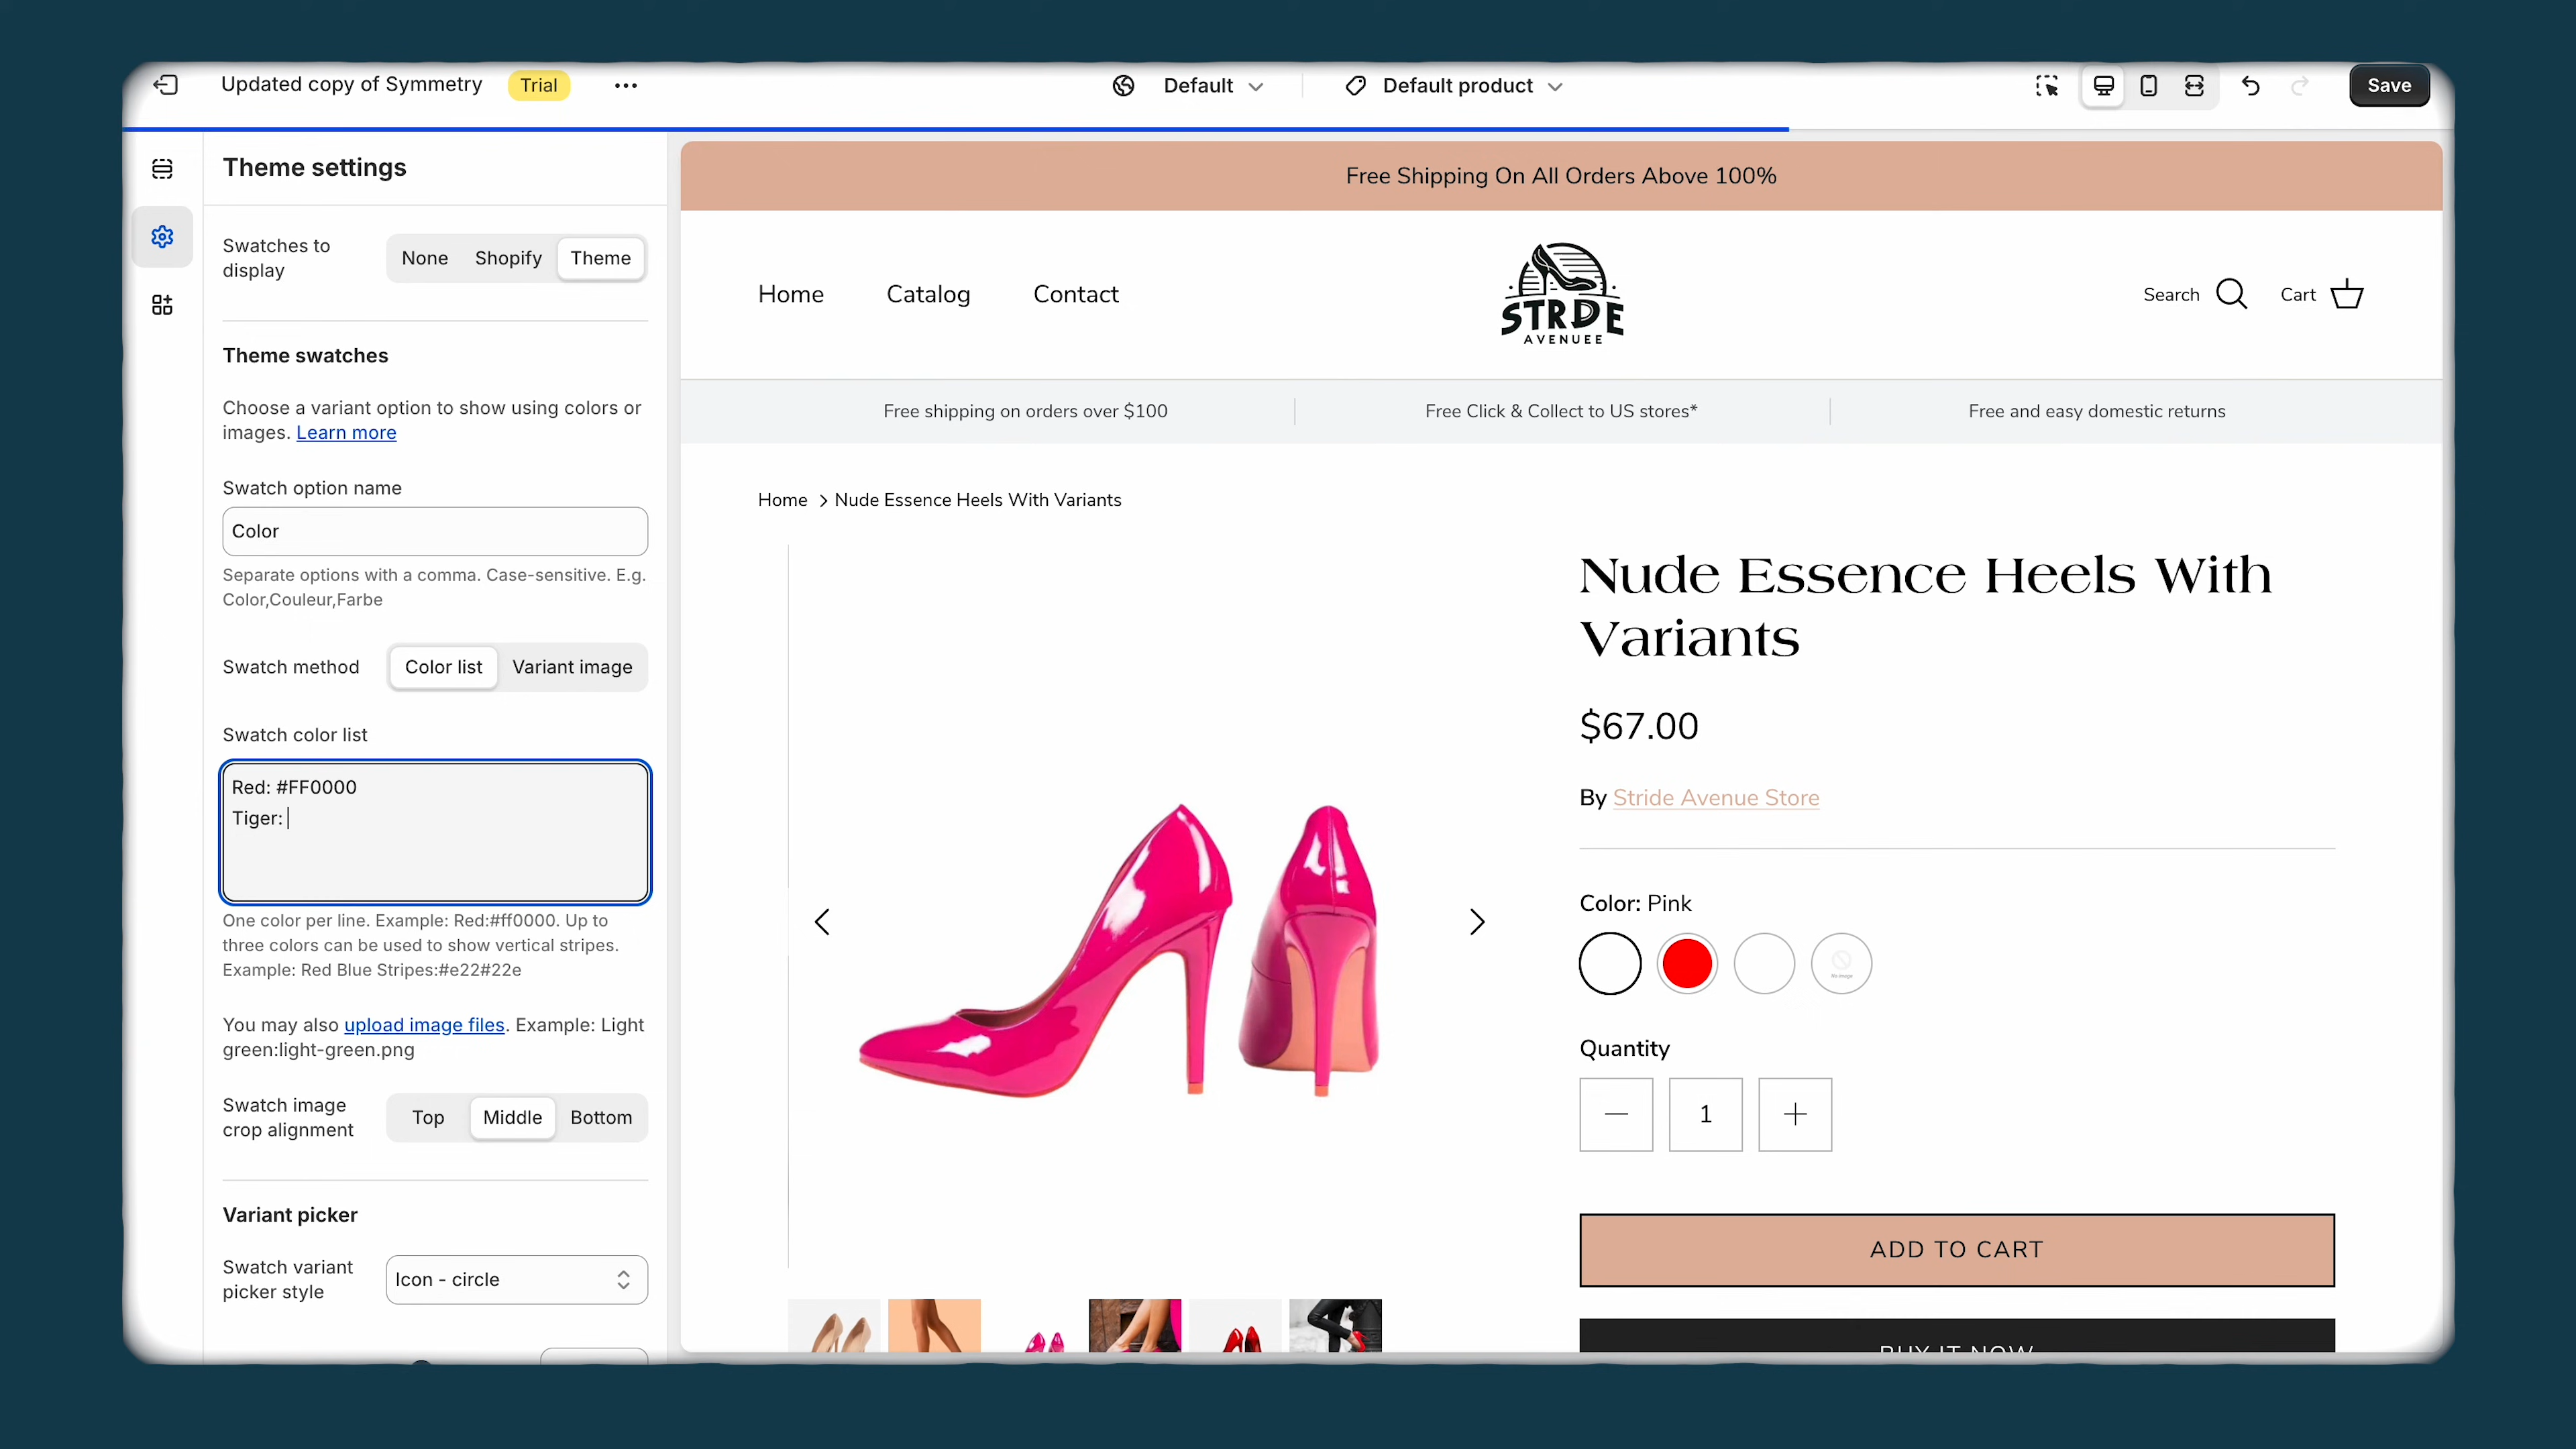 Updated copy of Symmetry
Trial
Default
Default product
Save
Theme settings
Swatches to
display
None
Shopify
Theme
Theme swatches
Choose a variant option to show using colors or
images. Learn more
Swatch option name
Color
Separate options with a comma. Case-sensitive. E.g.
Color,Couleur,Farbe
Swatch method
Color list
Variant image
Swatch color list
Red: #FF0000
Tiger:
One color per line. Example: Red:#ff0000. Up to
three colors can be used to show vertical stripes.
Example: Red Blue Stripes:#e22#22e
You may also upload image files. Example: Light
green:light-green.png
Swatch image
crop alignment
Top
Middle
Bottom
Variant picker
Swatch variant
picker style
Icon - circle
Free Shipping On All Orders Above 100%
Home
Catalog
Contact
STRDE
AVENUEE
Search
Cart
Free shipping on orders over $100
Free Click & Collect to US stores*
Free and easy domestic returns
Home
Nude Essence Heels With Variants
Nude Essence Heels With
Variants
$67.00
By Stride Avenue Store
Color: Pink
No image
Quantity
1
ADD TO CART
BUY IT NOW